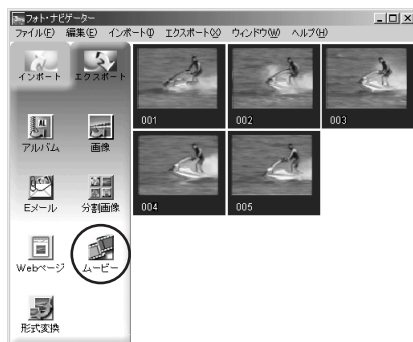 フォト・ナビゲーター
ファイル(F) 編集(E) インポート(I) エクスポート(X) ウィンドウ(W) ヘルプ(H)
インポート エクスポート
001 002 003
アルバム 画像
004 005
Eメール 分割画像
Webページ ムービー
形式変換